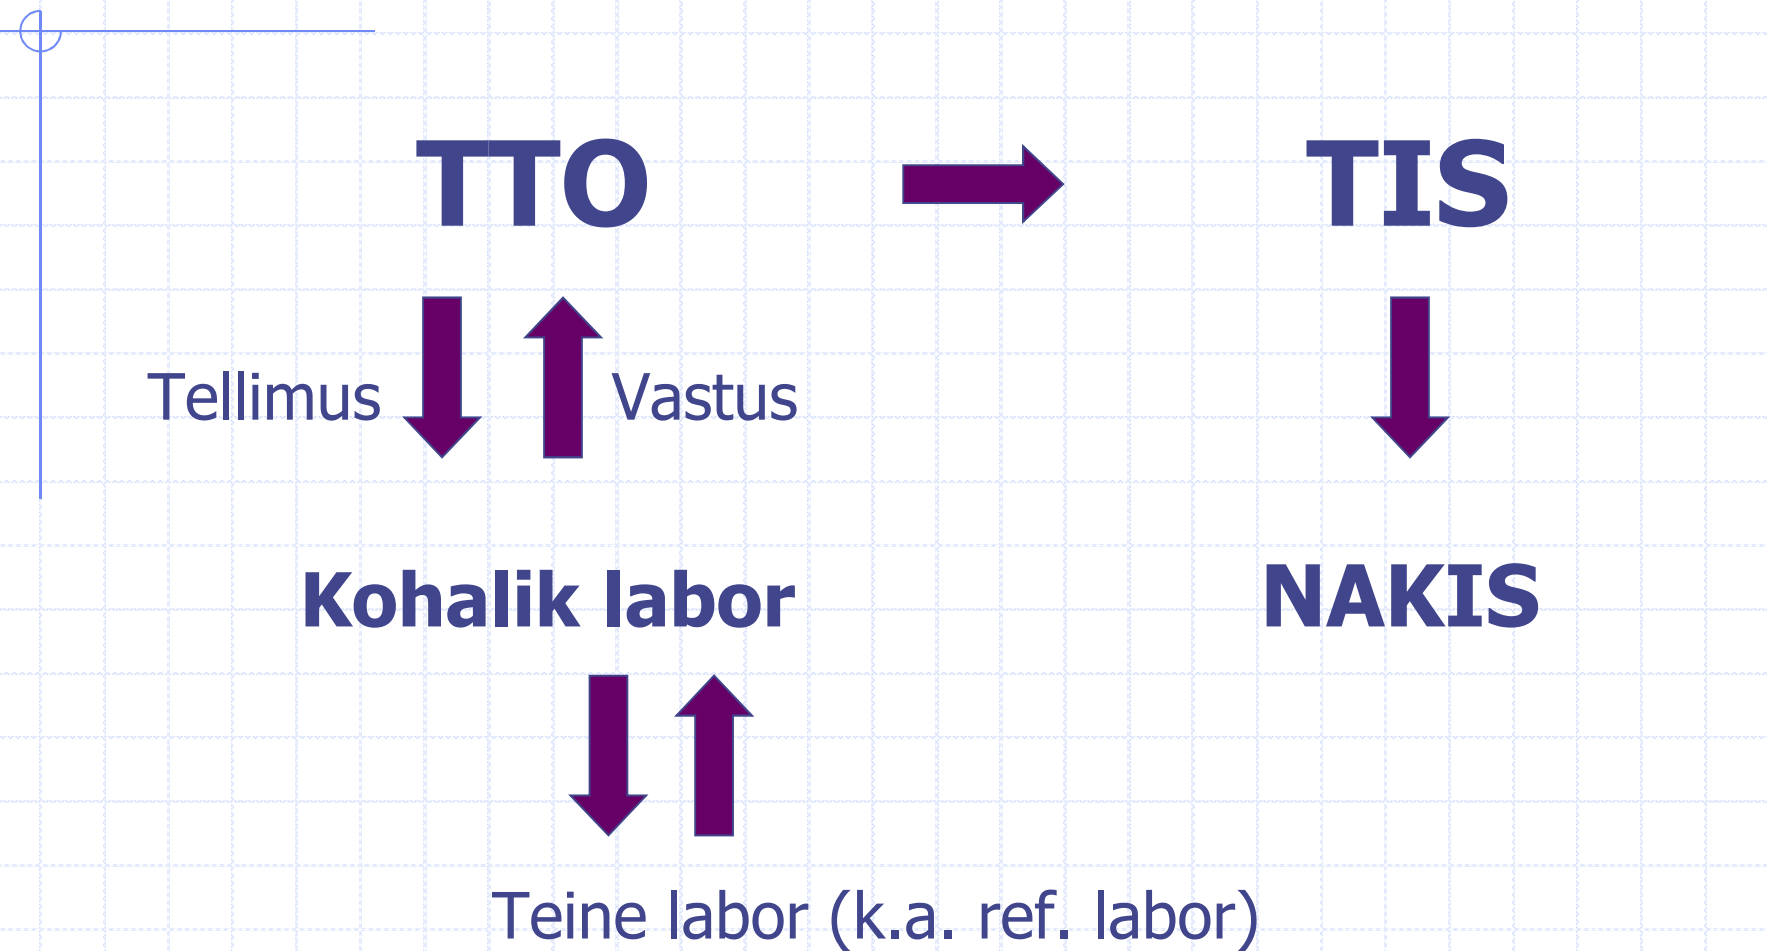 TTO
TIS
Tellimus
Vastus
Kohalik labor
NAKIS
Teine labor (k.a. ref. labor)